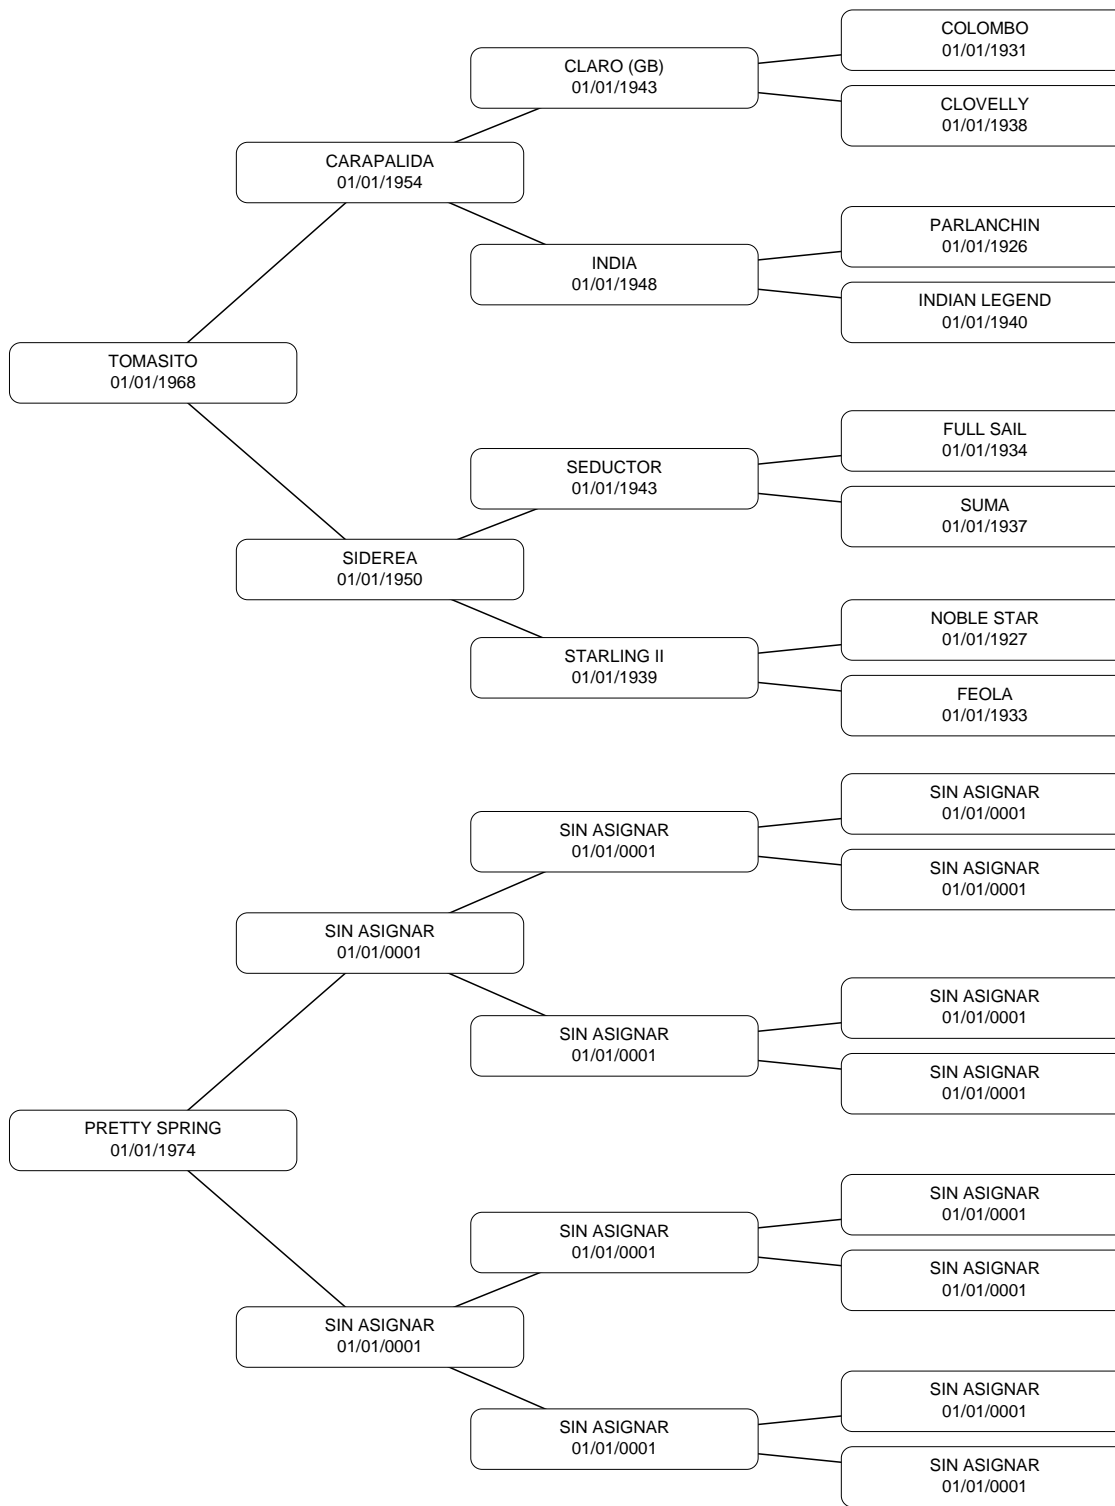 COLOMBO
01/01/1931
CLARO (GB)
01/01/1943
CLOVELLY
01/01/1938
CARAPALIDA
01/01/1954
PARLANCHIN
01/01/1926
INDIA
01/01/1948
INDIAN LEGEND
01/01/1940
TOMASITO
01/01/1968
FULL SAIL
01/01/1934
SEDUCTOR
01/01/1943
SUMA
01/01/1937
SIDEREA
01/01/1950
NOBLE STAR
01/01/1927
STARLING II
01/01/1939
FEOLA
01/01/1933
SIN ASIGNAR
01/01/0001
SIN ASIGNAR
01/01/0001
SIN ASIGNAR
01/01/0001
SIN ASIGNAR
01/01/0001
SIN ASIGNAR
01/01/0001
SIN ASIGNAR
01/01/0001
SIN ASIGNAR
01/01/0001
PRETTY SPRING
01/01/1974
SIN ASIGNAR
01/01/0001
SIN ASIGNAR
01/01/0001
SIN ASIGNAR
01/01/0001
SIN ASIGNAR
01/01/0001
SIN ASIGNAR
01/01/0001
SIN ASIGNAR
01/01/0001
SIN ASIGNAR
01/01/0001